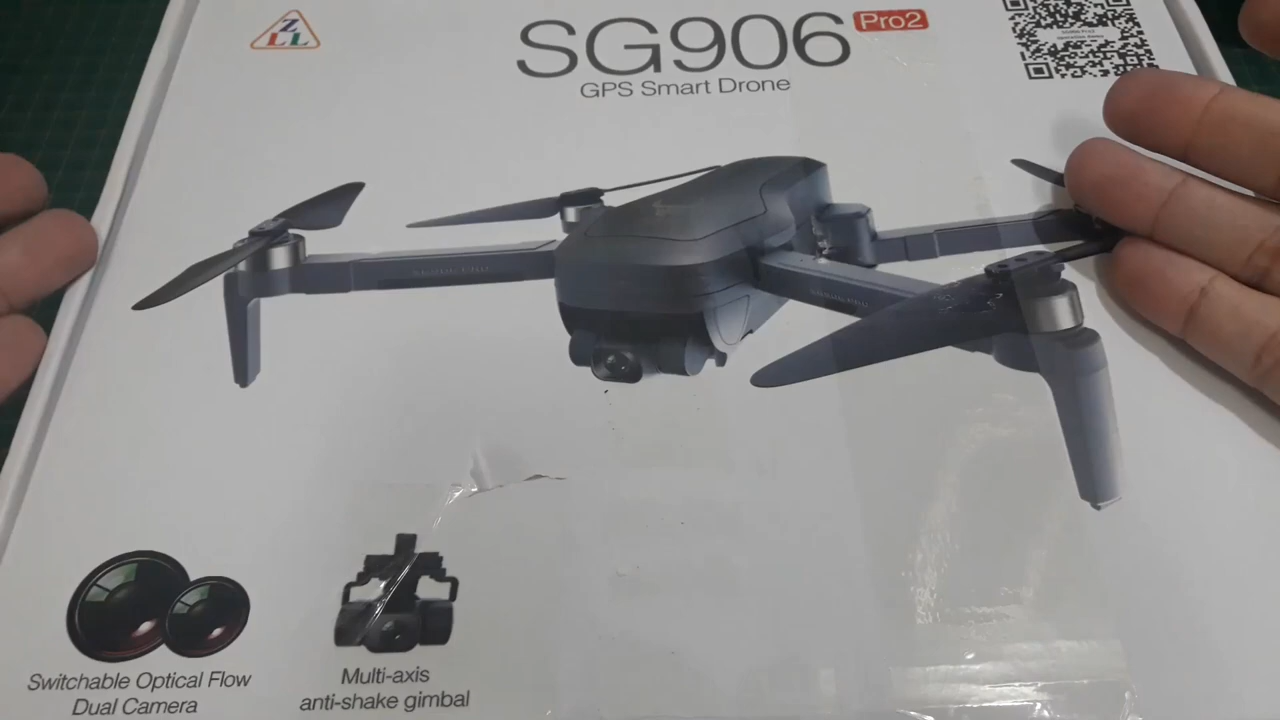 ZLL
SG906 Pro2
GPS Smart Drone
Switchable Optical Flow
Dual Camera
Multi-axis
anti-shake gimbal